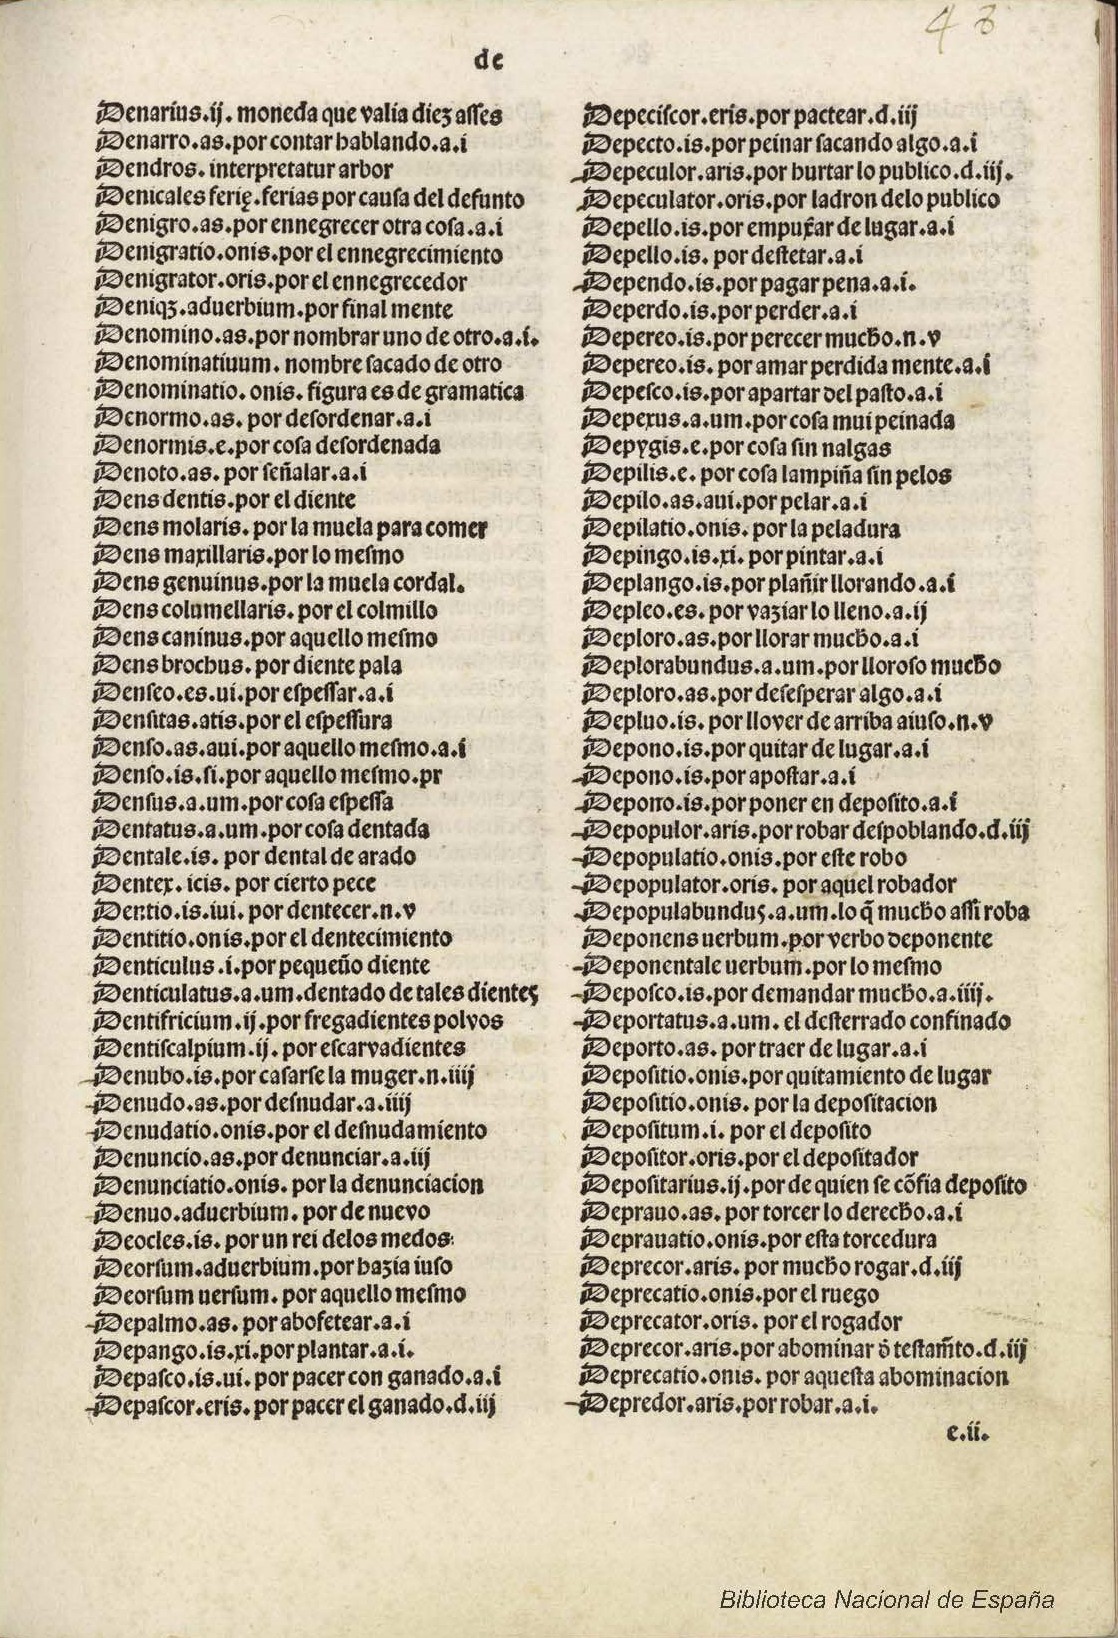 48
de
Denarius.ij. moneda que valia diez asses
Denarro.as.por contar hablando.a.i
Dendros. interpretatur arbor
Denicales ferię.ferias por causa del defunto
Denigro.as.por ennegrecer otra cosa.a.i
Denigratio.onis.por el ennegrecimiento
Denigrator.oris.por el ennegrecedor
Deniqꝫ.aduerbium.por final mente
Denomino.as.por nombrar uno de otro.a.i.
Denominatiuum. nombre sacado de otro
Denominatio.onis. figura es de gramatica
Denormo.as. por desordenar.a.i
Denormis.e.por cosa desordenada
Denoto.as. por señalar.a.i
Dens dentis.por el diente
Dens molaris. por la muela para comer
Dens maxillaris.por lo mesmo
Dens genuinus.por la muela cordal.
Dens columellaris. por el colmillo
Dens caninus.por aquello mesmo
Dens brochus. por diente pala
Denseo.es.ui.por espessar.a.i
Densitas.atis.por el espessura
Denso.as.aui.por aquello mesmo.a.i
Denso.is.si.por aquello mesmo.pr
Densus.a.um.por cosa espessa
Dentatus.a.um.por cosa dentada
Dentale.is. por dental de arado
Dentex. icis. por cierto pece
Dentio.is.iui. por dentecer.n.v
Dentitio.onis.por el dentecimiento
Denticulus.i.por pequeño diente
Denticulatus.a.um.dentado de tales dientes
Dentifricium.ij.por fregadientes polvos
Dentiscalpium.ij. por escarvadientes
Denubo.is.por casarse la muger.n.iiij
Denudo.as.por desnudar.a.iiij
Denudatio.onis.por el desnudamiento
Denuncio.as.por denunciar.a.iij
Denunciatio.onis. por la denunciacion
Denuo.aduerbium. por de nuevo
Deocles.is. por un rei delos medos:
Deorsum.aduerbium.por hazia iuso
Deorsum uersum. por aquello mesmo
Depalmo.as. por abofetear.a.i
Depango.is.xi.por plantar.a.i.
Depasco.is.ui. por pacer con ganado.a.i
Depascor.eris. por pacer el ganado.d.iij
Depeciscor.eris.por pactear.d.iij
Depecto.is.por peinar sacando algo.a.i
Depeculor.aris.por hurtar lo publico.d.iij.
Depeculator.oris.por ladron delo publico
Depello.is.por empuxar de lugar.a.i
Depello.is. por destetar.a.i
Dependo.is.por pagar pena.a.i.
Deperdo.is.por perder.a.i
Depereo.is.por perecer mucho.n.v
Depereo.is. por amar perdida mente.a.i
Depesco.is.por apartar del pasto.a.i
Depexus.a.um.por cosa mui peinada
Depygis.e.por cosa sin nalgas
Depilis.e. por cosa lampiña sin pelos
Depilo.as.aui.por pelar.a.i
Depilatio.onis. por la peladura
Depingo.is.xi. por pintar.a.i
Deplango.is.por plañir llorando.a.i
Depleo.es. por vaziar lo lleno.a.ij
Deploro.as.por llorar mucho.a.i
Deplorabundus.a.um.por lloroso mucho
Deploro.as.por desesperar algo.a.i
Depluo.is. por llover de arriba aiuso.n.v
Depono.is.por quitar de lugar.a.i
Depono.is.por apostar.a.i
Depono.is.por poner en deposito.a.i
Depopulor.aris.por robar despoblando.d.iij
Depopulatio.onis.por este robo
Depopulator.oris. por aquel robador
Depopulabundus.a.um.lo q̃ mucho assi roba
Deponens uerbum.por verbo deponente
Deponentale uerbum.por lo mesmo
Deposco.is.por demandar mucho.a.iiij.
Deportatus.a.um. el desterrado confinado
Deporto.as. por traer de lugar.a.i
Depositio.onis.por quitamiento de lugar
Depositio.onis. por la depositacion
Depositum.i. por el deposito
Depositor.oris.por el depositador
Depositarius.ij.por de quien se cõfia deposito
Deprauo.as. por torcer lo derecho.a.i
Deprauatio.onis.por esta torcedura
Deprecor.aris. por mucho rogar.d.iij
Deprecatio.onis.por el ruego
Deprecator.oris. por el rogador
Deprecor.aris.por abominar õ testam̃to.d.iij
Deprecatio.onis. por aquesta abominacion
Depredor.aris.por robar.a.i.
e.ii.
Biblioteca Nacional de España